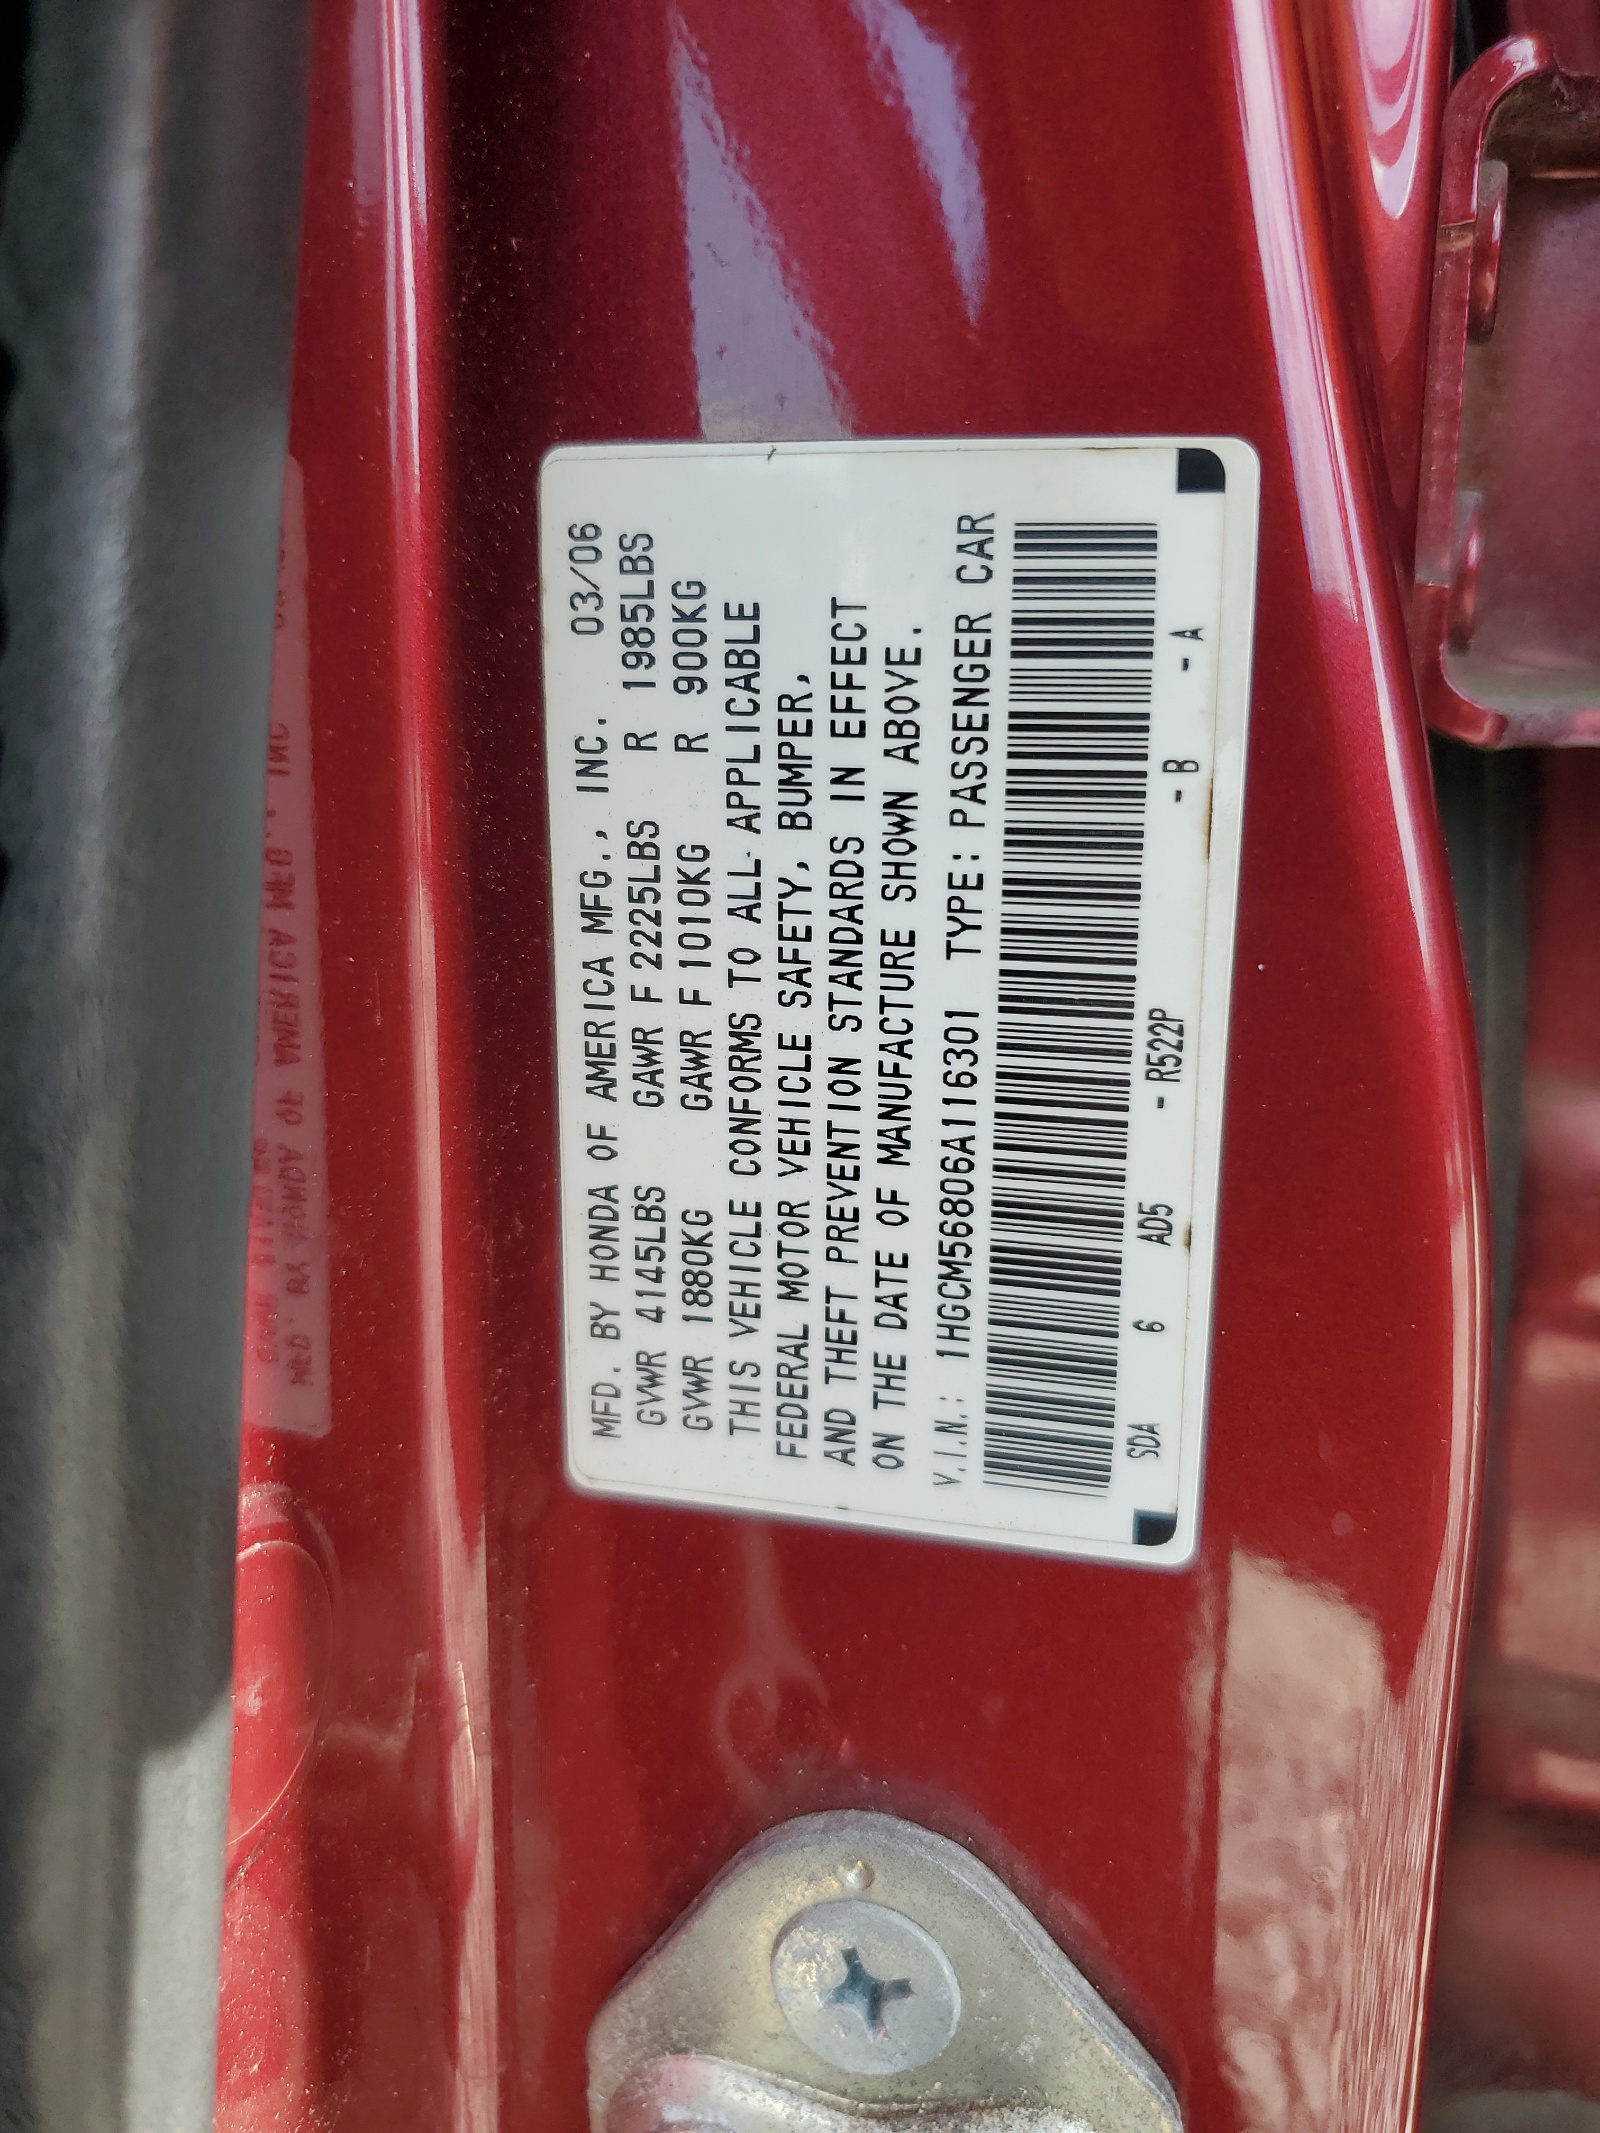 MFD. BY HONDA OF AMERICA MFG., INC. 03/06
GVWR 4145LBS GAWR F 2225LBS R 1985LBS
GVWR 1880KG GAWR F 1010KG R 900KG
THIS VEHICLE CONFORMS TO ALL APPLICABLE
FEDERAL MOTOR VEHICLE SAFETY, BUMPER,
AND THEFT PREVENTION STANDARDS IN EFFECT
ON THE DATE OF MANUFACTURE SHOWN ABOVE.
V.I.N.: 1HGCM56806A116301 TYPE: PASSENGER CAR
SDA 6 AD5 - R522P - B - A